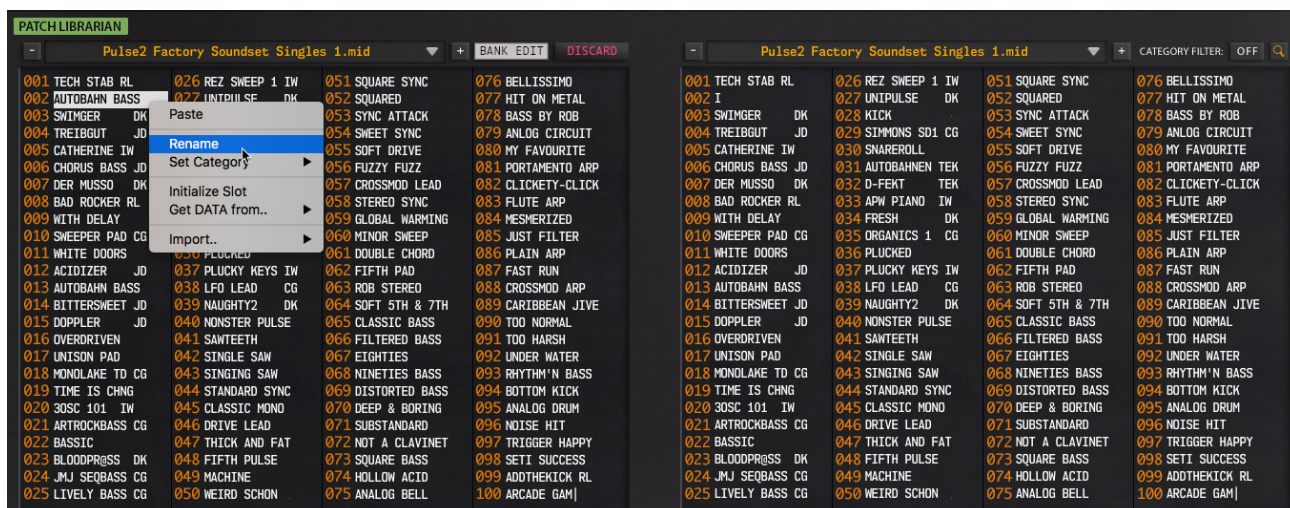 PATCH LIBRARIAN
- Pulse2 Factory Soundset Singles 1.mid + BANK EDIT DISCARD
001 TECH STAB RL
002 AUTOBAHN BASS
003 SWIMGER DK
004 TREIBGUT JD
005 CATHERINE IW
006 CHORUS BASS JD
007 DER MUSSO DK
008 BAD ROCKER RL
009 WITH DELAY
010 SWEEPER PAD CG
011 WHITE DOORS
012 ACIDIZER JD
013 AUTOBAHN BASS
014 BITTERSWEET JD
015 DOPPLER JD
016 OVERDRIVEN
017 UNISON PAD
018 MONOLAKE TD CG
019 TIME IS CHNG
020 3OSC 101 IW
021 ARTROCKBASS CG
022 BASSIC
023 BLOODPR@SS DK
024 JMJ SEQBASS CG
025 LIVELY BASS CG
026 REZ SWEEP 1 IW
027 UNIPULSE DK
Paste
Rename
Set Category
Initialize Slot
Get DATA from..
Import..
036 PLUCKED
037 PLUCKY KEYS IW
038 LFO LEAD CG
039 NAUGHTY2 DK
040 NONSTER PULSE
041 SAWTEETH
042 SINGLE SAW
043 SINGING SAW
044 STANDARD SYNC
045 CLASSIC MONO
046 DRIVE LEAD
047 THICK AND FAT
048 FIFTH PULSE
049 MACHINE
050 WEIRD SCHON
051 SQUARE SYNC
052 SQUARED
053 SYNC ATTACK
054 SWEET SYNC
055 SOFT DRIVE
056 FUZZY FUZZ
057 CROSSMOD LEAD
058 STEREO SYNC
059 GLOBAL WARMING
060 MINOR SWEEP
061 DOUBLE CHORD
062 FIFTH PAD
063 ROB STEREO
064 SOFT 5TH & 7TH
065 CLASSIC BASS
066 FILTERED BASS
067 EIGHTIES
068 NINETIES BASS
069 DISTORTED BASS
070 DEEP & BORING
071 SUBSTANDARD
072 NOT A CLAVINET
073 SQUARE BASS
074 HOLLOW ACID
075 ANALOG BELL
076 BELLISSIMO
077 HIT ON METAL
078 BASS BY ROB
079 ANLOG CIRCUIT
080 MY FAVOURITE
081 PORTAMENTO ARP
082 CLICKETY-CLICK
083 FLUTE ARP
084 MESMERIZED
085 JUST FILTER
086 PLAIN ARP
087 FAST RUN
088 CROSSMOD ARP
089 CARIBBEAN JIVE
090 TOO NORMAL
091 TOO HARSH
092 UNDER WATER
093 RHYTHM'N BASS
094 BOTTOM KICK
095 ANALOG DRUM
096 NOISE HIT
097 TRIGGER HAPPY
098 SETI SUCCESS
099 ADDTHEKICK RL
100 ARCADE GAM|
- Pulse2 Factory Soundset Singles 1.mid + CATEGORY FILTER: OFF
001 TECH STAB RL
002 I
003 SWIMGER DK
004 TREIBGUT JD
005 CATHERINE IW
006 CHORUS BASS JD
007 DER MUSSO DK
008 BAD ROCKER RL
009 WITH DELAY
010 SWEEPER PAD CG
011 WHITE DOORS
012 ACIDIZER JD
013 AUTOBAHN BASS
014 BITTERSWEET JD
015 DOPPLER JD
016 OVERDRIVEN
017 UNISON PAD
018 MONOLAKE TD CG
019 TIME IS CHNG
020 3OSC 101 IW
021 ARTROCKBASS CG
022 BASSIC
023 BLOODPR@SS DK
024 JMJ SEQBASS CG
025 LIVELY BASS CG
026 REZ SWEEP 1 IW
027 UNIPULSE DK
028 KICK
029 SIMMONS SD1 CG
030 SNAREROLL
031 AUTOBAHNEN TEK
032 D-FEKT TEK
033 APW PIANO IW
034 FRESH DK
035 ORGANICS 1 CG
036 PLUCKED
037 PLUCKY KEYS IW
038 LFO LEAD CG
039 NAUGHTY2 DK
040 NONSTER PULSE
041 SAWTEETH
042 SINGLE SAW
043 SINGING SAW
044 STANDARD SYNC
045 CLASSIC MONO
046 DRIVE LEAD
047 THICK AND FAT
048 FIFTH PULSE
049 MACHINE
050 WEIRD SCHON
051 SQUARE SYNC
052 SQUARED
053 SYNC ATTACK
054 SWEET SYNC
055 SOFT DRIVE
056 FUZZY FUZZ
057 CROSSMOD LEAD
058 STEREO SYNC
059 GLOBAL WARMING
060 MINOR SWEEP
061 DOUBLE CHORD
062 FIFTH PAD
063 ROB STEREO
064 SOFT 5TH & 7TH
065 CLASSIC BASS
066 FILTERED BASS
067 EIGHTIES
068 NINETIES BASS
069 DISTORTED BASS
070 DEEP & BORING
071 SUBSTANDARD
072 NOT A CLAVINET
073 SQUARE BASS
074 HOLLOW ACID
075 ANALOG BELL
076 BELLISSIMO
077 HIT ON METAL
078 BASS BY ROB
079 ANLOG CIRCUIT
080 MY FAVOURITE
081 PORTAMENTO ARP
082 CLICKETY-CLICK
083 FLUTE ARP
084 MESMERIZED
085 JUST FILTER
086 PLAIN ARP
087 FAST RUN
088 CROSSMOD ARP
089 CARIBBEAN JIVE
090 TOO NORMAL
091 TOO HARSH
092 UNDER WATER
093 RHYTHM'N BASS
094 BOTTOM KICK
095 ANALOG DRUM
096 NOISE HIT
097 TRIGGER HAPPY
098 SETI SUCCESS
099 ADDTHEKICK RL
100 ARCADE GAM|